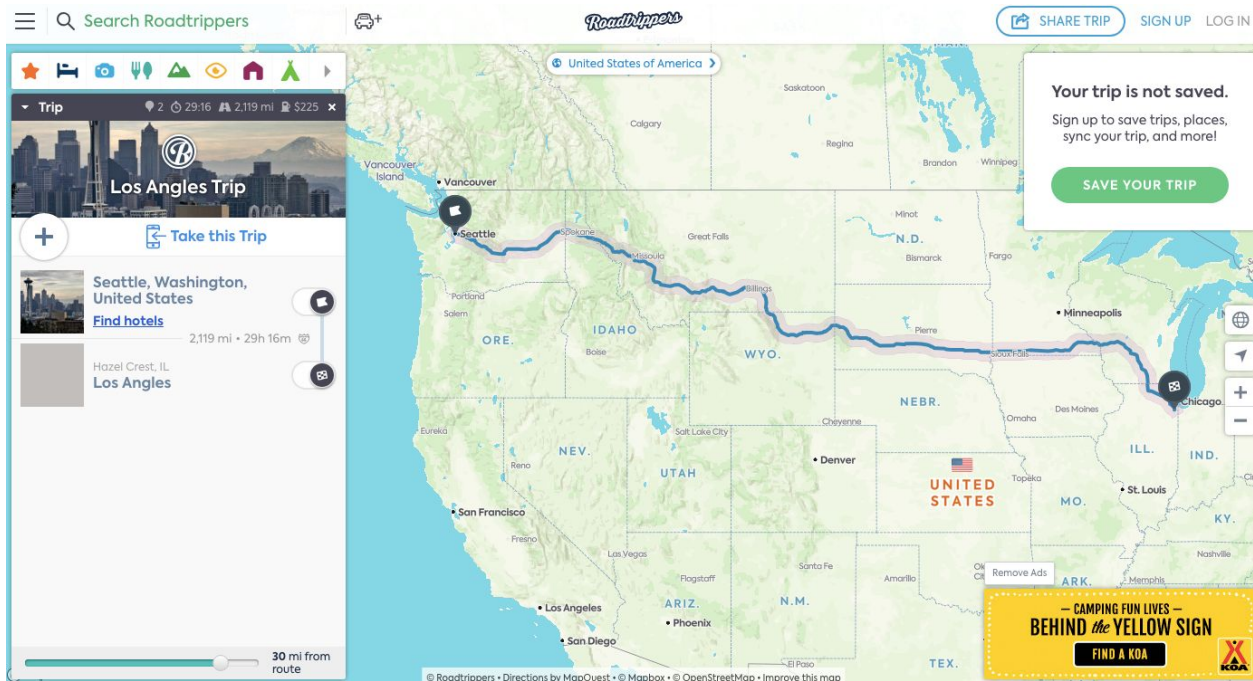 Search Roadtrippers
Roadtrippers
SHARE TRIP
SIGN UP
LOG IN
Trip
2 29:16 2,119 mi $225
Los Angles Trip
Take this Trip
Seattle, Washington,
United States
Find hotels
2,119 mi • 29h 16m
Hazel Crest, IL
Los Angles
30 mi from
route
United States of America
Your trip is not saved.
Sign up to save trips, places,
sync your trip, and more!
SAVE YOUR TRIP
Saskatoon
Calgary
Regina
Brandon
Winnipeg
Vancouver
Island
Vancouver
Seattle
Spokane
Great Falls
Minot
N.D.
Bismarck
Fargo
Missoula
Portland
Salem
Billings
Minneapolis
ORE.
IDAHO
Boise
WYO.
Pierre
Sioux Falls
NEBR.
Chicago
Eureka
Salt Lake City
Cheyenne
Omaha
Des Moines
NEV.
Reno
UTAH
Denver
ILL.
IND.
UNITED
STATES
Topeka
MO.
St. Louis
San Francisco
KY.
Fresno
Las Vegas
Nashville
Flagstaff
Santa Fe
Amarillo
Remove Ads
ARK.
Memphis
Los Angeles
ARIZ.
N.M.
Phoenix
San Diego
El Paso
TEX.
– CAMPING FUN LIVES –
BEHIND the YELLOW SIGN
FIND A KOA
KOA
© Roadtrippers • Directions by MapQuest • © Mapbox • © OpenStreetMap • Improve this map